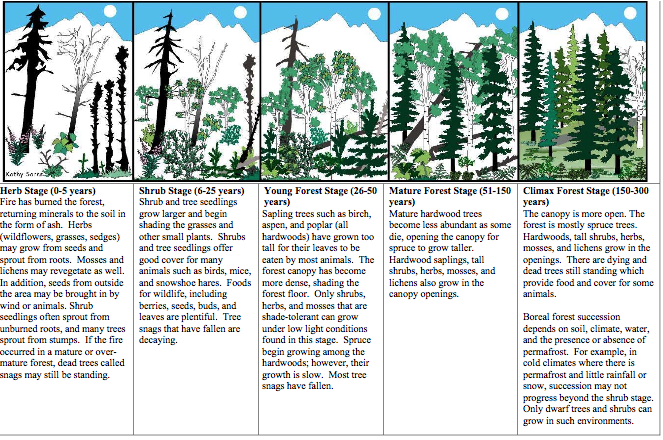 Kathy Sarns
Herb Stage (0-5 years)
Fire has burned the forest,
returning minerals to the soil in
the form of ash. Herbs
(wildflowers, grasses, sedges)
may grow from seeds and
sprout from roots. Mosses and
lichens may revegetate as well.
In addition, seeds from outside
the area may be brought in by
wind or animals. Shrub
seedlings often sprout from
unburned roots, and many trees
sprout from stumps. If the fire
occurred in a mature or over-
mature forest, dead trees called
snags may still be standing.
Shrub Stage (6-25 years)
Shrub and tree seedlings
grow larger and begin
shading the grasses and
other small plants. Shrubs
and tree seedlings offer
good cover for many
animals such as birds, mice,
and snowshoe hares. Foods
for wildlife, including
berries, seeds, buds, and
leaves are plentiful. Tree
snags that have fallen are
decaying.
Young Forest Stage (26-50
years)
Sapling trees such as birch,
aspen, and poplar (all
hardwoods) have grown too
tall for their leaves to be
eaten by most animals. The
forest canopy has become
more dense, shading the
forest floor. Only shrubs,
herbs, and mosses that are
shade-tolerant can grow
under low light conditions
found in this stage. Spruce
begin growing among the
hardwoods; however, their
growth is slow. Most tree
snags have fallen.
Mature Forest Stage (51-150
years)
Mature hardwood trees
become less abundant as some
die, opening the canopy for
spruce to grow taller.
Hardwood saplings, tall
shrubs, herbs, mosses, and
lichens also grow in the
canopy openings.
Climax Forest Stage (150-300
years)
The canopy is more open. The
forest is mostly spruce trees.
Hardwoods, tall shrubs, herbs,
mosses, and lichens grow in the
openings. There are dying and
dead trees still standing which
provide food and cover for some
animals.
Boreal forest succession
depends on soil, climate, water,
and the presence or absence of
permafrost. For example, in
cold climates where there is
permafrost and little rainfall or
snow, succession may not
progress beyond the shrub stage.
Only dwarf trees and shrubs can
grow in such environments.